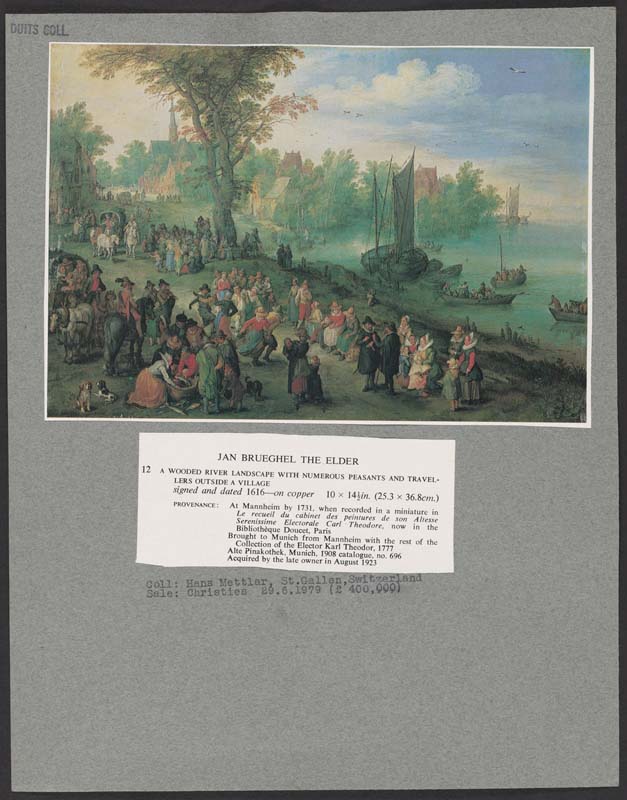 DUITS COLL.
JAN BRUEGHEL THE ELDER
12 A WOODED RIVER LANDSCAPE WITH NUMEROUS PEASANTS AND TRAVEL-
LERS OUTSIDE A VILLAGE
signed and dated 1616—on copper 10 × 14½in. (25.3 × 36.8cm.)
PROVENANCE: At Mannheim by 1731, when recorded in a miniature in
Le recueil du cabinet des peintures de son Altesse
Serenissime Electorale Carl Theodore, now in the
Bibliothèque Doucet, Paris
Brought to Munich from Mannheim with the rest of the
Collection of the Elector Karl Theodor, 1777
Alte Pinakothek, Munich, 1908 catalogue, no. 696
Acquired by the late owner in August 1923
Coll: Hans Mettlar, St.Gallen,Switzerland
Sale: Christies 29.6.1979 (£ 400,000)